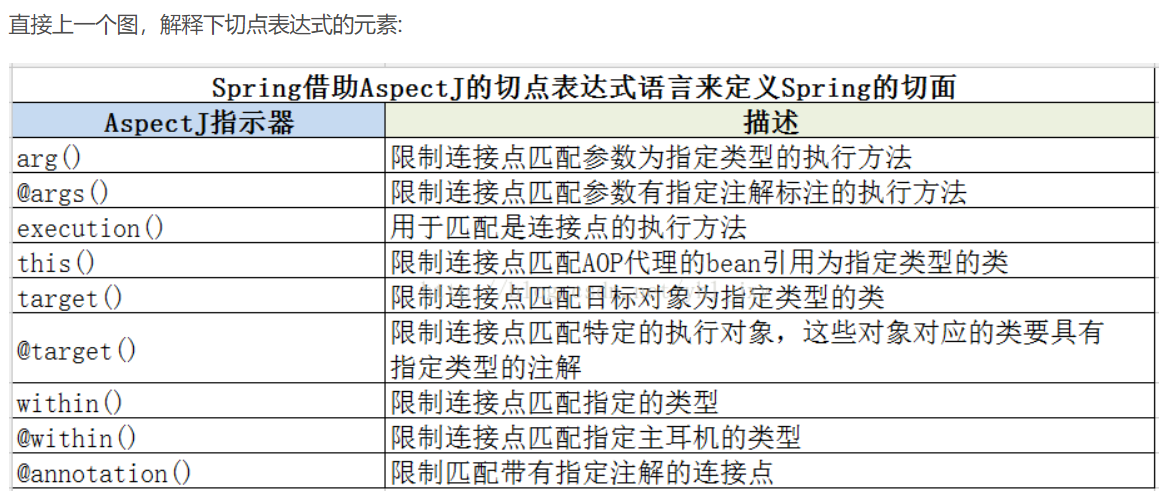 直接上一个图，解释下切点表达式的元素:
Spring借助AspectJ的切点表达式语言来定义Spring的切面
AspectJ指示器 描述
arg() 限制连接点匹配参数为指定类型的执行方法
@args() 限制连接点匹配参数有指定注解标注的执行方法
execution() 用于匹配是连接点的执行方法
this() 限制连接点匹配AOP代理的bean引用为指定类型的类
target() 限制连接点匹配目标对象为指定类型的类
@target() 限制连接点匹配特定的执行对象，这些对象对应的类要具有
指定类型的注解
within() 限制连接点匹配指定的类型
@within() 限制连接点匹配指定主耳机的类型
@annotation() 限制匹配带有指定注解的连接点